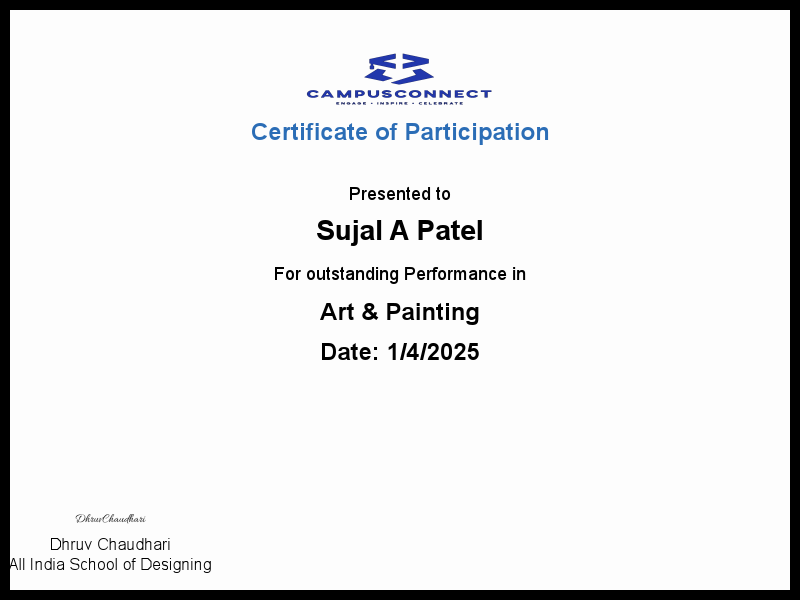 CAMPUSCONNECT
ENGAGE • INSPIRE • CELEBRATE
Certificate of Participation
Presented to
Sujal A Patel
For outstanding Performance in
Art & Painting
Date: 1/4/2025
DhruvChaudhari
Dhruv Chaudhari
All India School of Designing